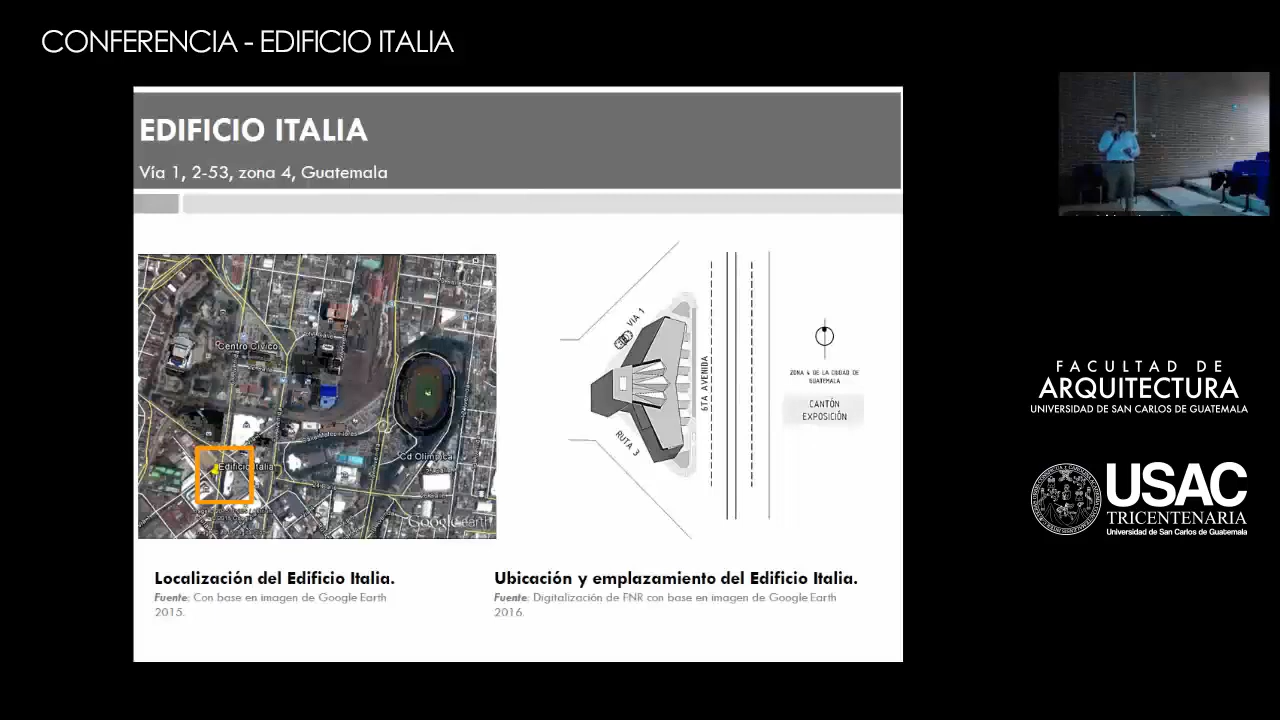 CONFERENCIA - EDIFICIO ITALIA
EDIFICIO ITALIA
Vía 1, 2-53, zona 4, Guatemala
Centro Cívico
Edificio Italia
Cd Olímpica
Google earth
VIA 1
6TA AVENIDA
RUTA 3
ZONA 4 DE LA CIUDAD DE
GUATEMALA
CANTÓN
EXPOSICIÓN
Localización del Edificio Italia.
Fuente: Con base en imagen de Google Earth
2015.
Ubicación y emplazamiento del Edificio Italia.
Fuente: Digitalización de FNR con base en imagen de Google Earth
2016.
FACULTAD DE
ARQUITECTURA
UNIVERSIDAD DE SAN CARLOS DE GUATEMALA
USAC
TRICENTENARIA
Universidad de San Carlos de Guatemala